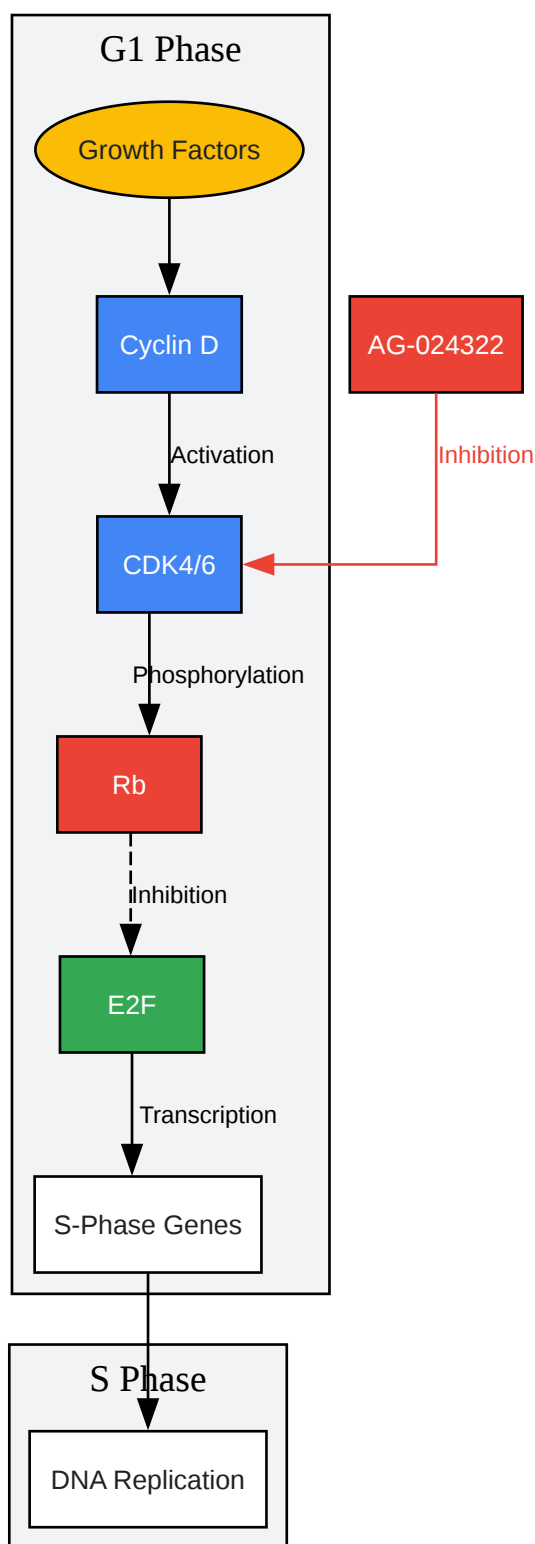 G1 Phase
Growth Factors
Cyclin D
AG-024322
Activation
Inhibition
CDK4/6
Phosphorylation
Rb
Inhibition
E2F
Transcription
S-Phase Genes
S Phase
DNA Replication